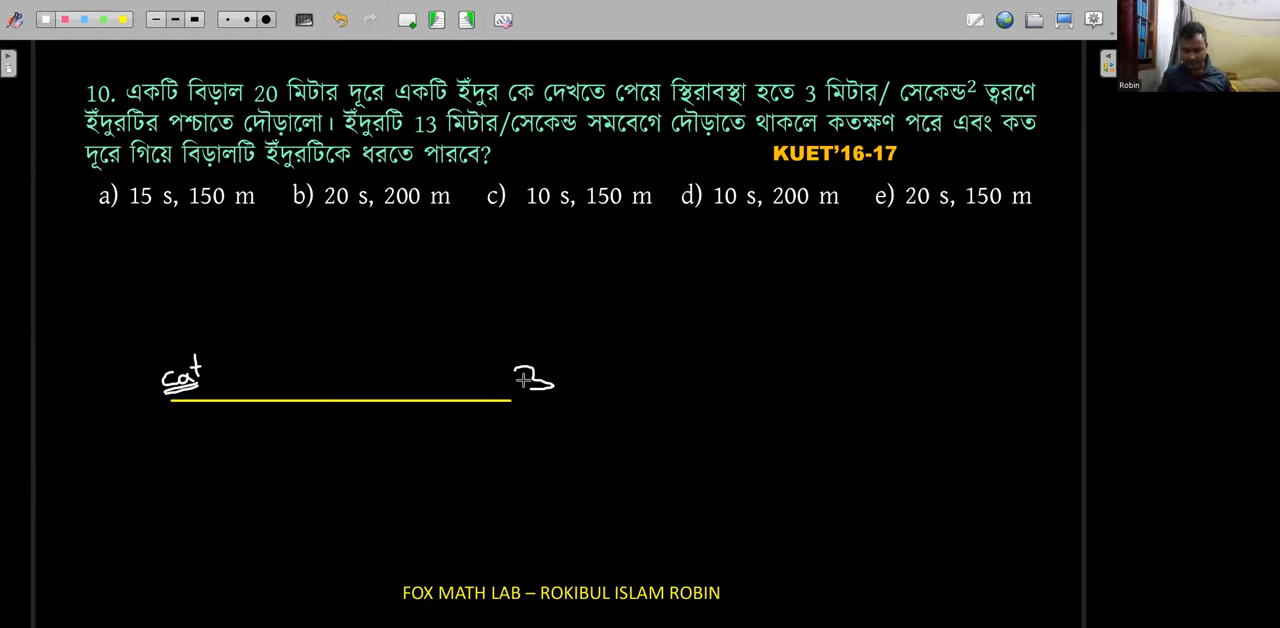 Robin
10. একটি বিড়াল 20 মিটার দূরে একটি ইঁদুর কে দেখতে পেয়ে স্থিরাবস্থা হতে 3 মিটার/ সেকেন্ড² ত্বরণে
ইঁদুরটির পশ্চাতে দৌড়ালো। ইঁদুরটি 13 মিটার/সেকেন্ড সমবেগে দৌড়াতে থাকলে কতক্ষণ পরে এবং কত
দূরে গিয়ে বিড়ালটি ইঁদুরটিকে ধরতে পারবে? KUET’16-17
a) 15 s, 150 m b) 20 s, 200 m c) 10 s, 150 m d) 10 s, 200 m e) 20 s, 150 m
cat
FOX MATH LAB – ROKIBUL ISLAM ROBIN